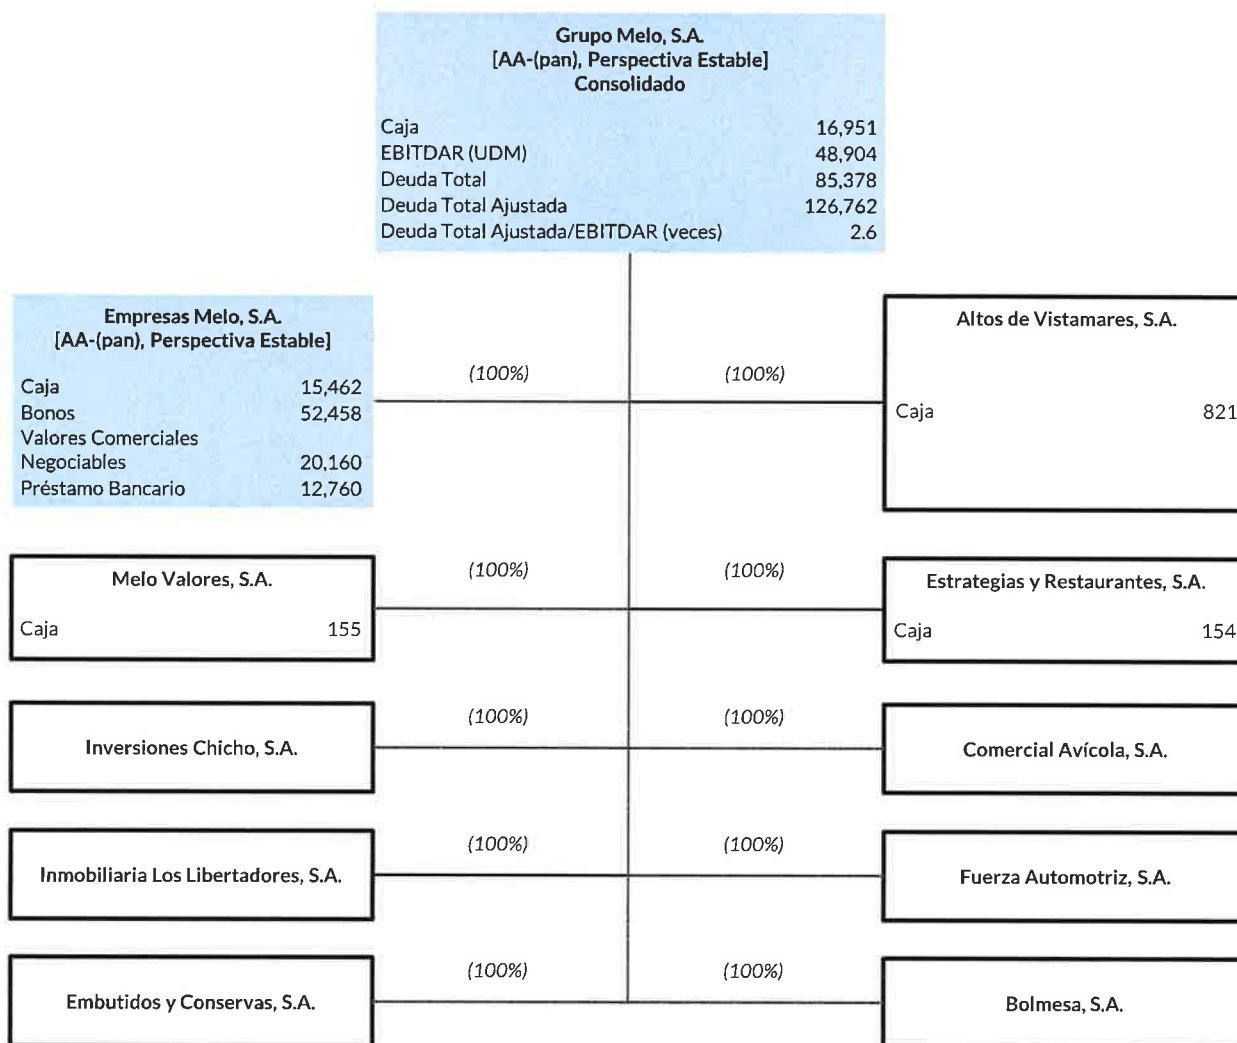 Grupo Melo, S.A.
[AA-(pan), Perspectiva Estable]
Consolidado
Caja 16,951
EBITDAR (UDM) 48,904
Deuda Total 85,378
Deuda Total Ajustada 126,762
Deuda Total Ajustada/EBITDAR (veces) 2.6
Empresas Melo, S.A.
[AA-(pan), Perspectiva Estable]
Caja 15,462
Bonos 52,458
Valores Comerciales
Negociables 20,160
Préstamo Bancario 12,760
(100%) (100%)
Altos de Vistamares, S.A.
Caja 821
Melo Valores, S.A.
Caja 155
(100%) (100%)
Estrategias y Restaurantes, S.A.
Caja 154
Inversiones Chicho, S.A.
(100%) (100%)
Comercial Avícola, S.A.
Inmobiliaria Los Libertadores, S.A.
(100%) (100%)
Fuerza Automotriz, S.A.
Embutidos y Conservas, S.A.
(100%) (100%)
Bolmesa, S.A.